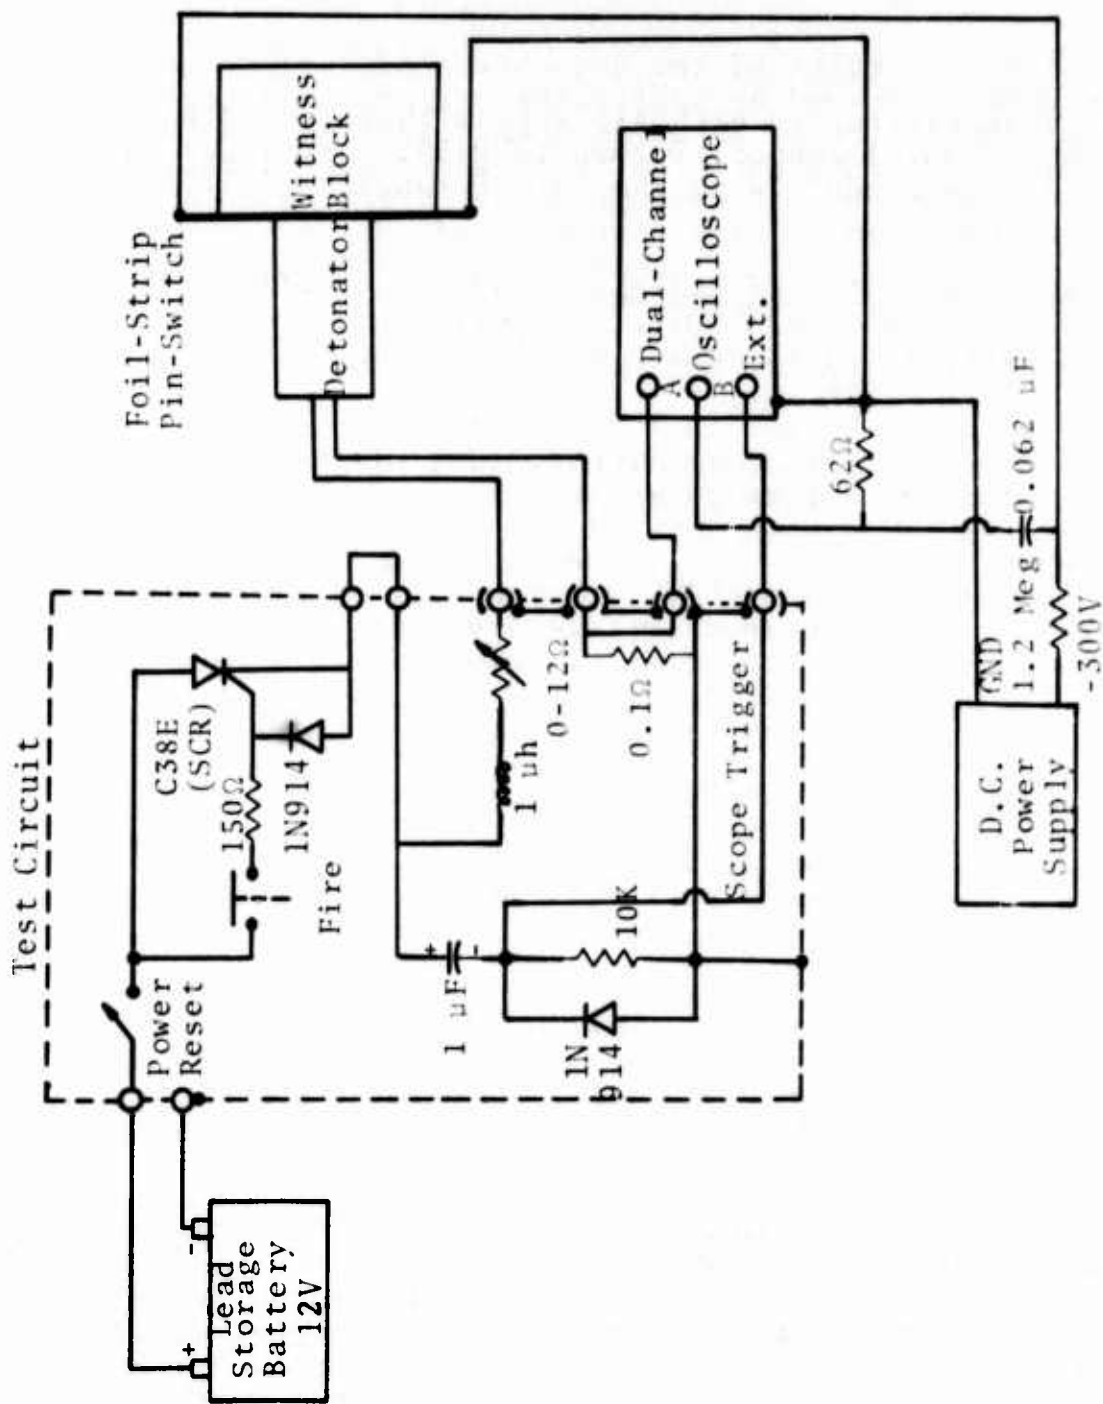 Test Circuit
Foil-Strip
Pin-Switch
Witness
Block
Detonator
C38E
(SCR)
150Ω
1N914
Fire
Power
Reset
+
-
Lead
Storage
Battery
12V
1 μh
0-12Ω
0.1Ω
Scope Trigger
+
-
1 μF
10K
1N
914
Dual-Channel
A
Oscilloscope
B
Ext.
62Ω
0.062 μF
1.2 Meg
GND
-300V
D.C.
Power
Supply